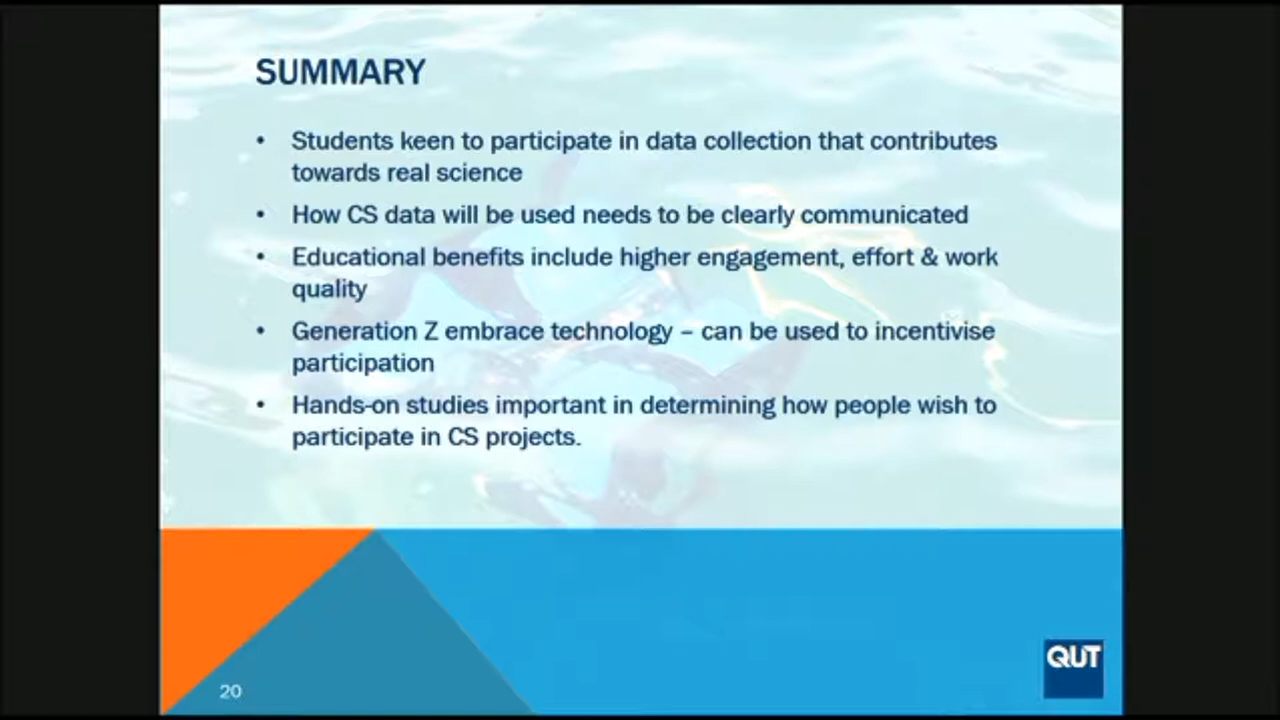 SUMMARY
• Students keen to participate in data collection that contributes
towards real science
• How CS data will be used needs to be clearly communicated
• Educational benefits include higher engagement, effort & work
quality
• Generation Z embrace technology – can be used to incentivise
participation
• Hands-on studies important in determining how people wish to
participate in CS projects.
QUT
20